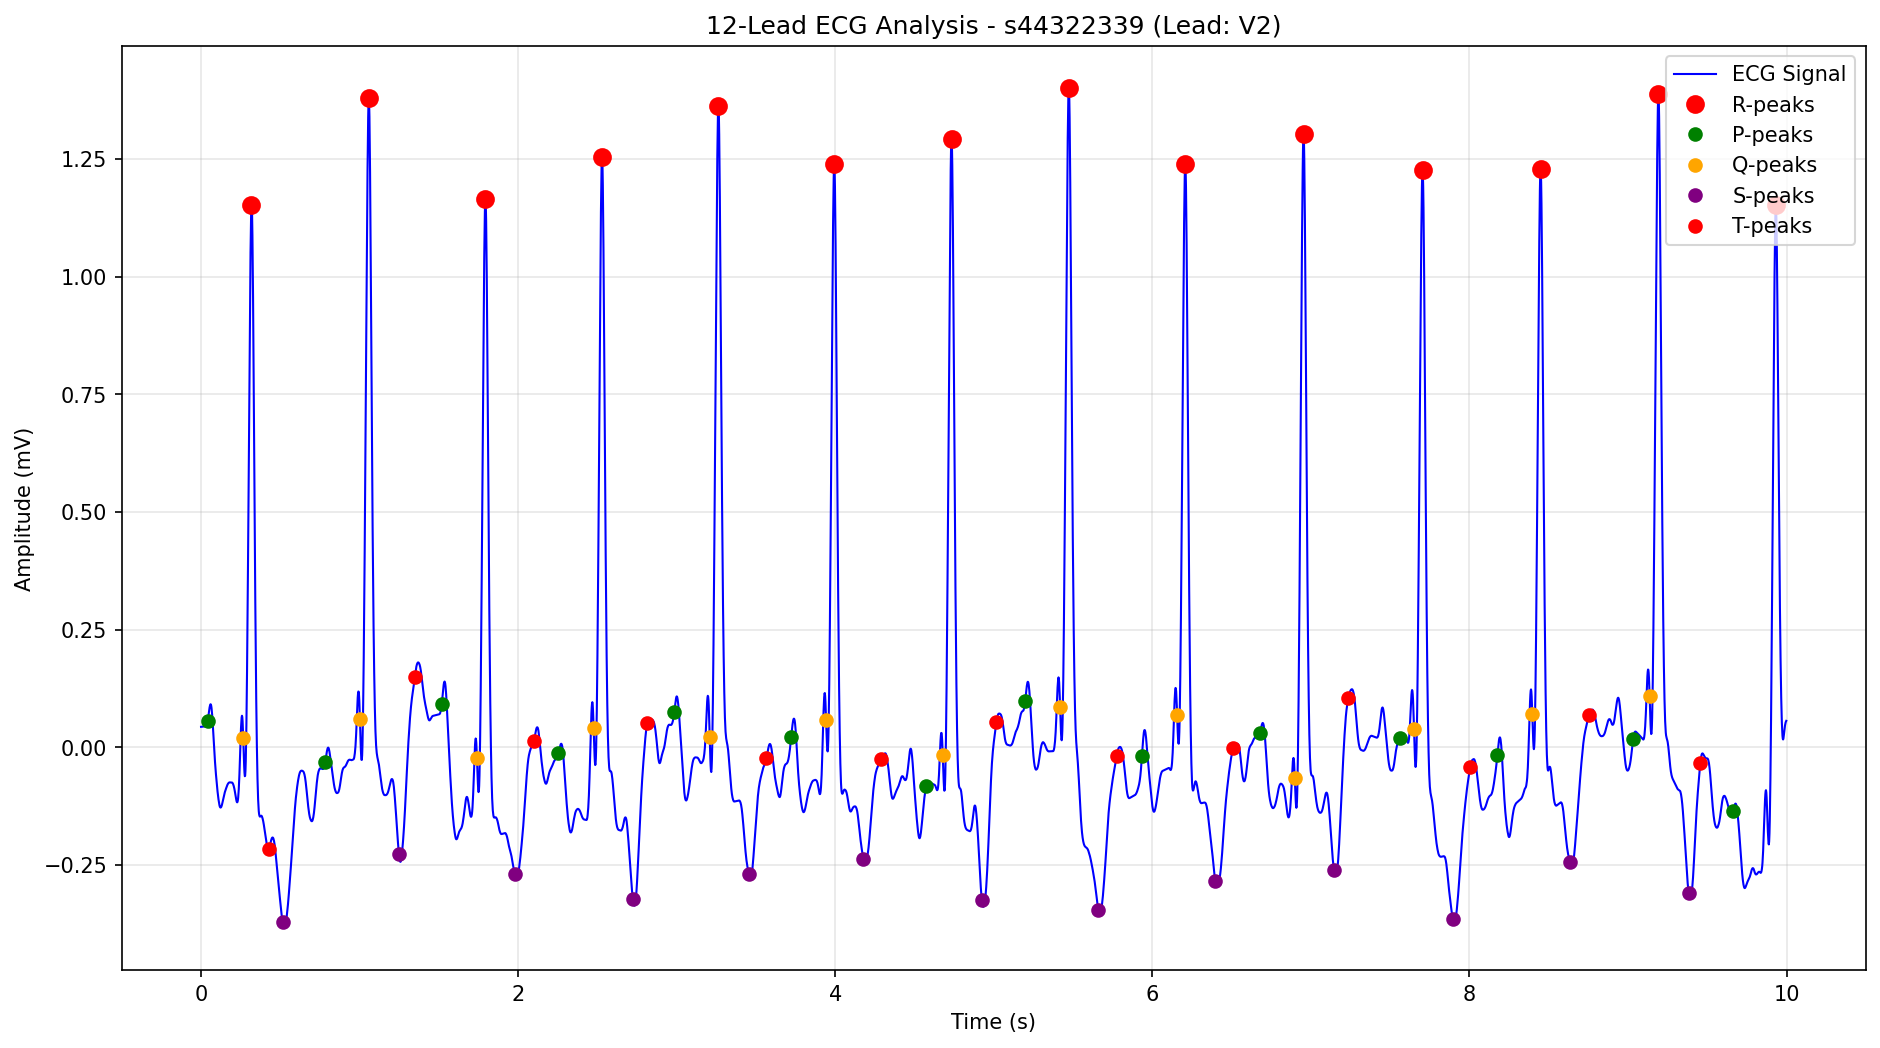 12-Lead ECG Analysis - s44322339 (Lead: V2)
ECG Signal
R-peaks
P-peaks
Q-peaks
S-peaks
T-peaks
Amplitude (mV)
1.25
1.00
0.75
0.50
0.25
0.00
−0.25
0 2 4 6 8 10
Time (s)